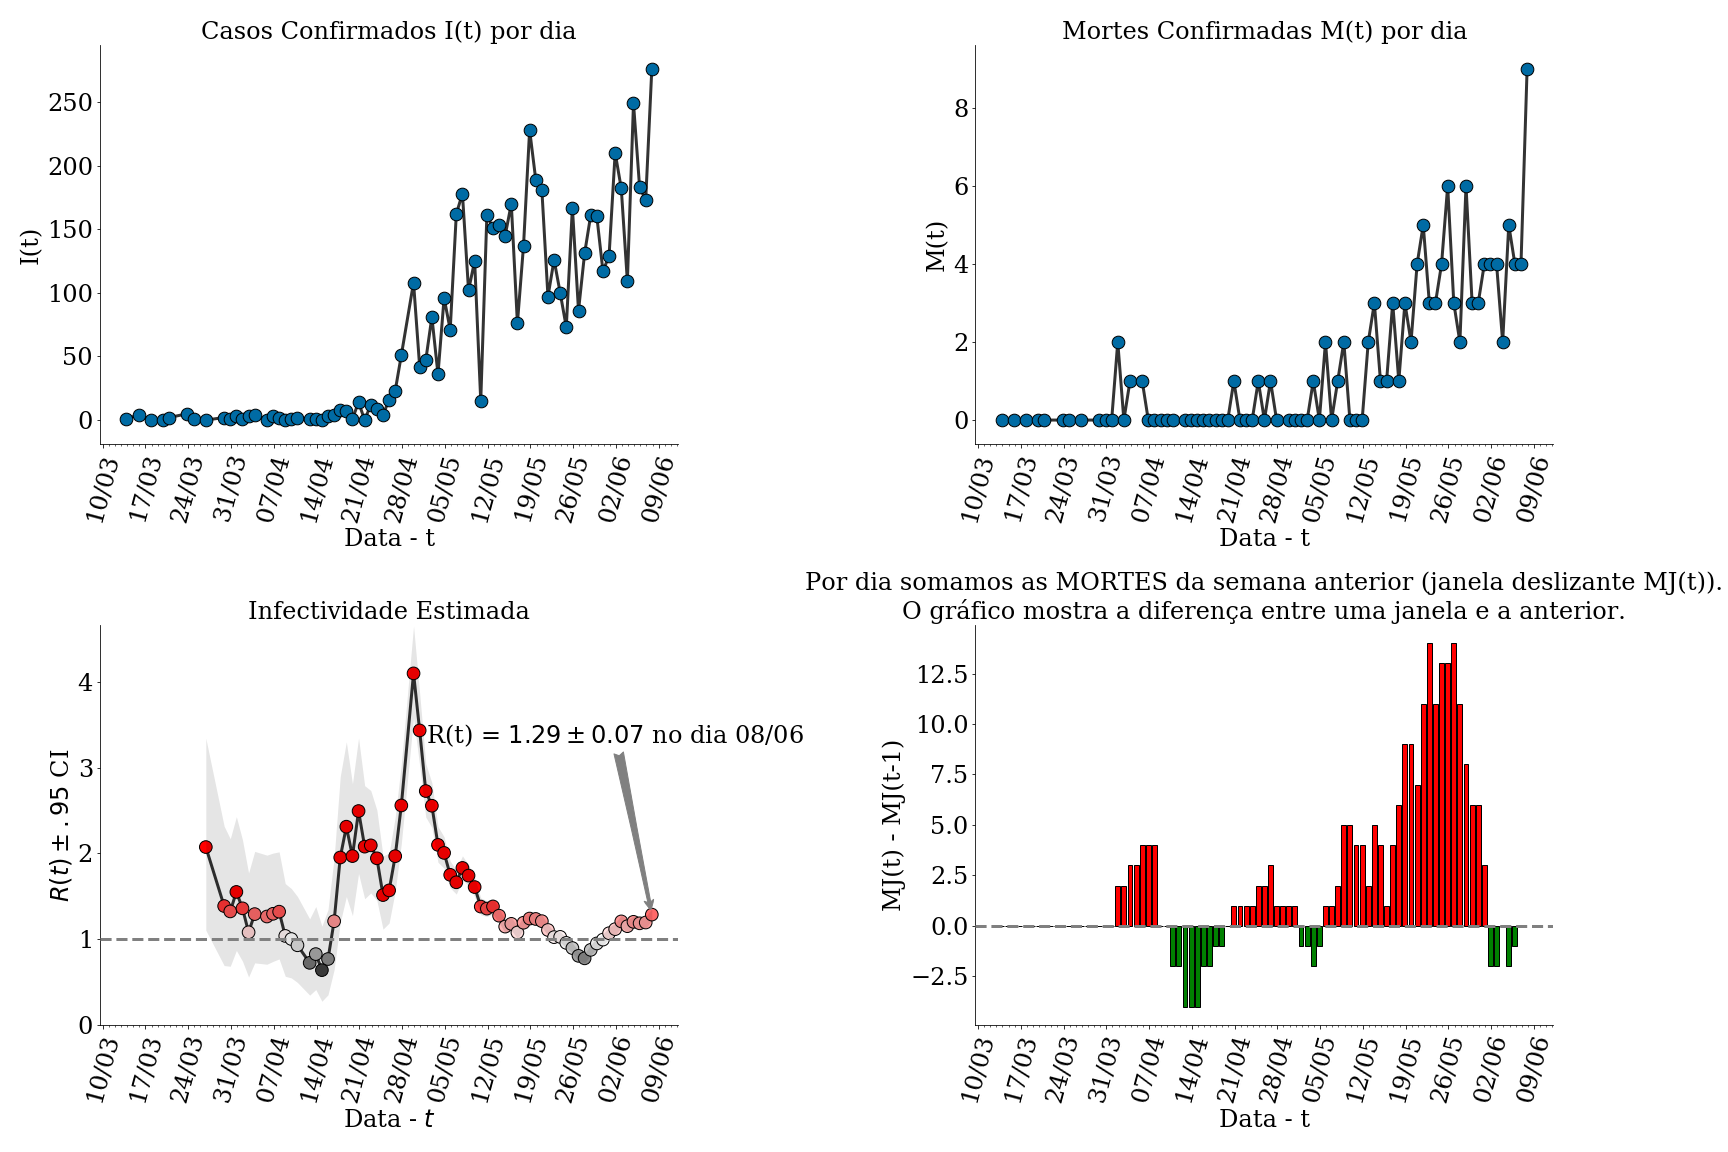 Casos Confirmados I(t) por dia
I(t)
250
200
150
100
50
0
10/03 17/03 24/03 31/03 07/04 14/04 21/04 28/04 05/05 12/05 19/05 26/05 02/06 09/06
Data - t
Mortes Confirmadas M(t) por dia
M(t)
8
6
4
2
0
10/03 17/03 24/03 31/03 07/04 14/04 21/04 28/04 05/05 12/05 19/05 26/05 02/06 09/06
Data - t
Infectividade Estimada
R(t) ± .95 CI
4
3
2
1
0
R(t) = 1.29 ± 0.07 no dia 08/06
10/03 17/03 24/03 31/03 07/04 14/04 21/04 28/04 05/05 12/05 19/05 26/05 02/06 09/06
Data - t
Por dia somamos as MORTES da semana anterior (janela deslizante MJ(t)).
O gráfico mostra a diferença entre uma janela e a anterior.
MJ(t) - MJ(t-1)
12.5
10.0
7.5
5.0
2.5
0.0
−2.5
10/03 17/03 24/03 31/03 07/04 14/04 21/04 28/04 05/05 12/05 19/05 26/05 02/06 09/06
Data - t